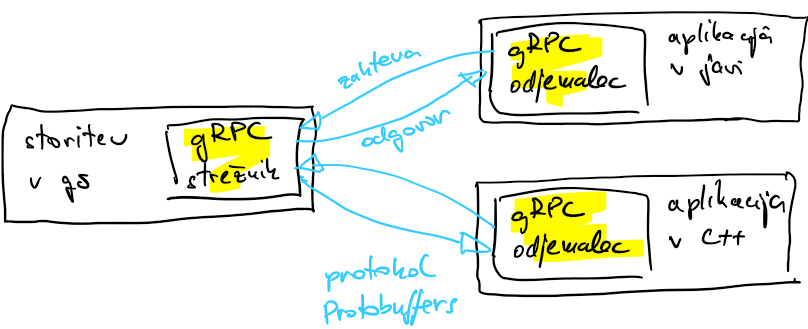 storitev
v go
gRPC
strežnik
zahteva
odgovor
gRPC
odjemalec
aplikacija
v javi
gRPC
odjemalec
aplikacija
v C++
protokol
Protobuffers